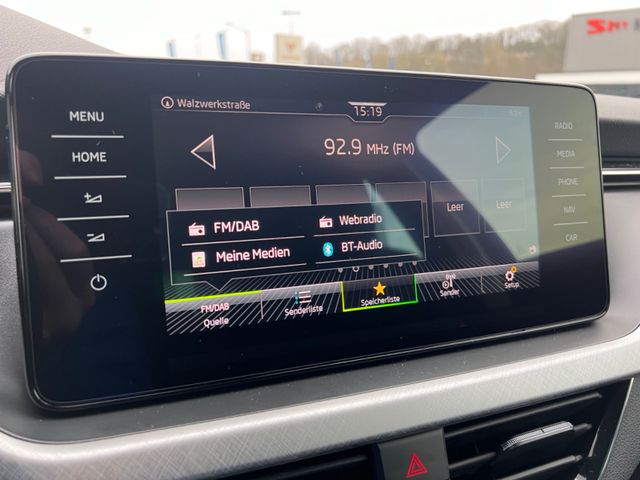 MENU
HOME
Walzwerkstraße
15:19
92.9 MHz (FM)
Leer
Leer
FM/DAB
Webradio
Meine Medien
BT-Audio
FM/DAB
Quelle
Senderliste
Speicherliste
Sender
Setup
RADIO
MEDIA
PHONE
NAV
CAR